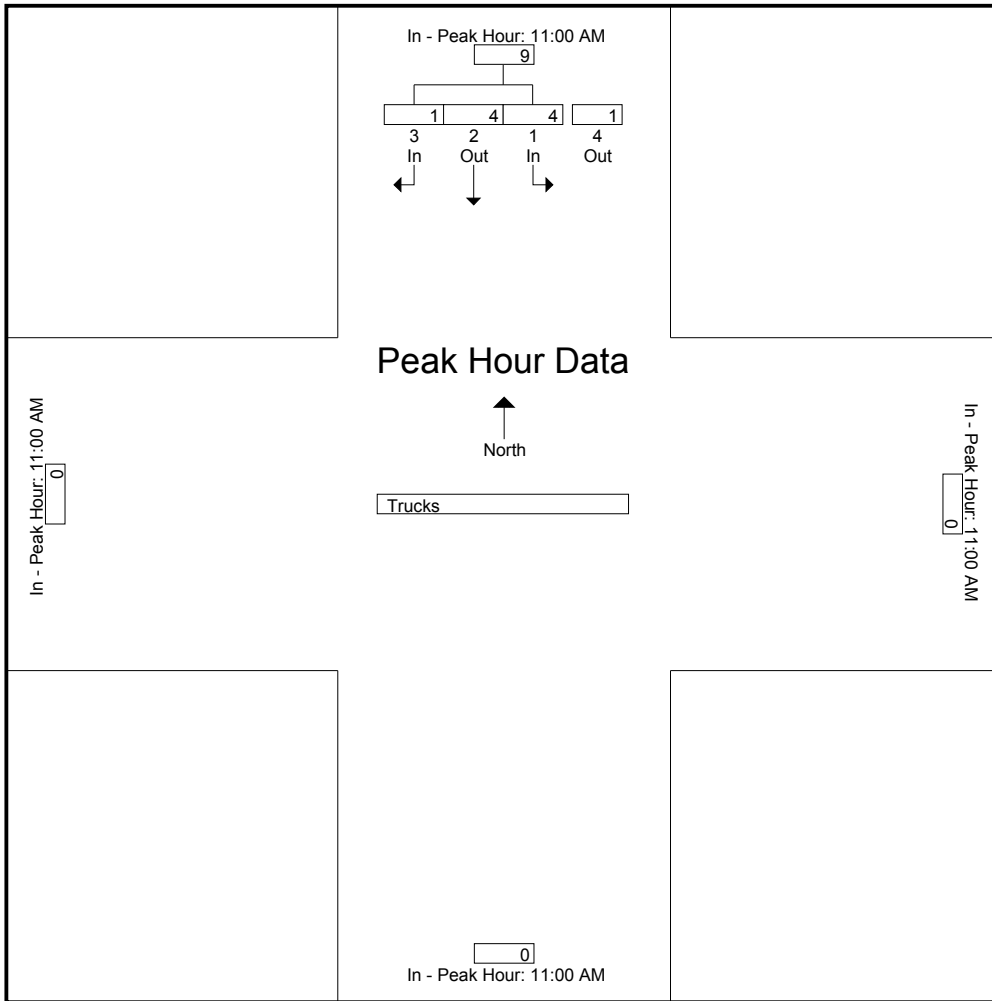 In - Peak Hour: 11:00 AM
9
1 4 4 1
3 2 1 4
In Out In Out
Peak Hour Data
North
In - Peak Hour: 11:00 AM
0
Trucks
0
In - Peak Hour: 11:00 AM
0
In - Peak Hour: 11:00 AM